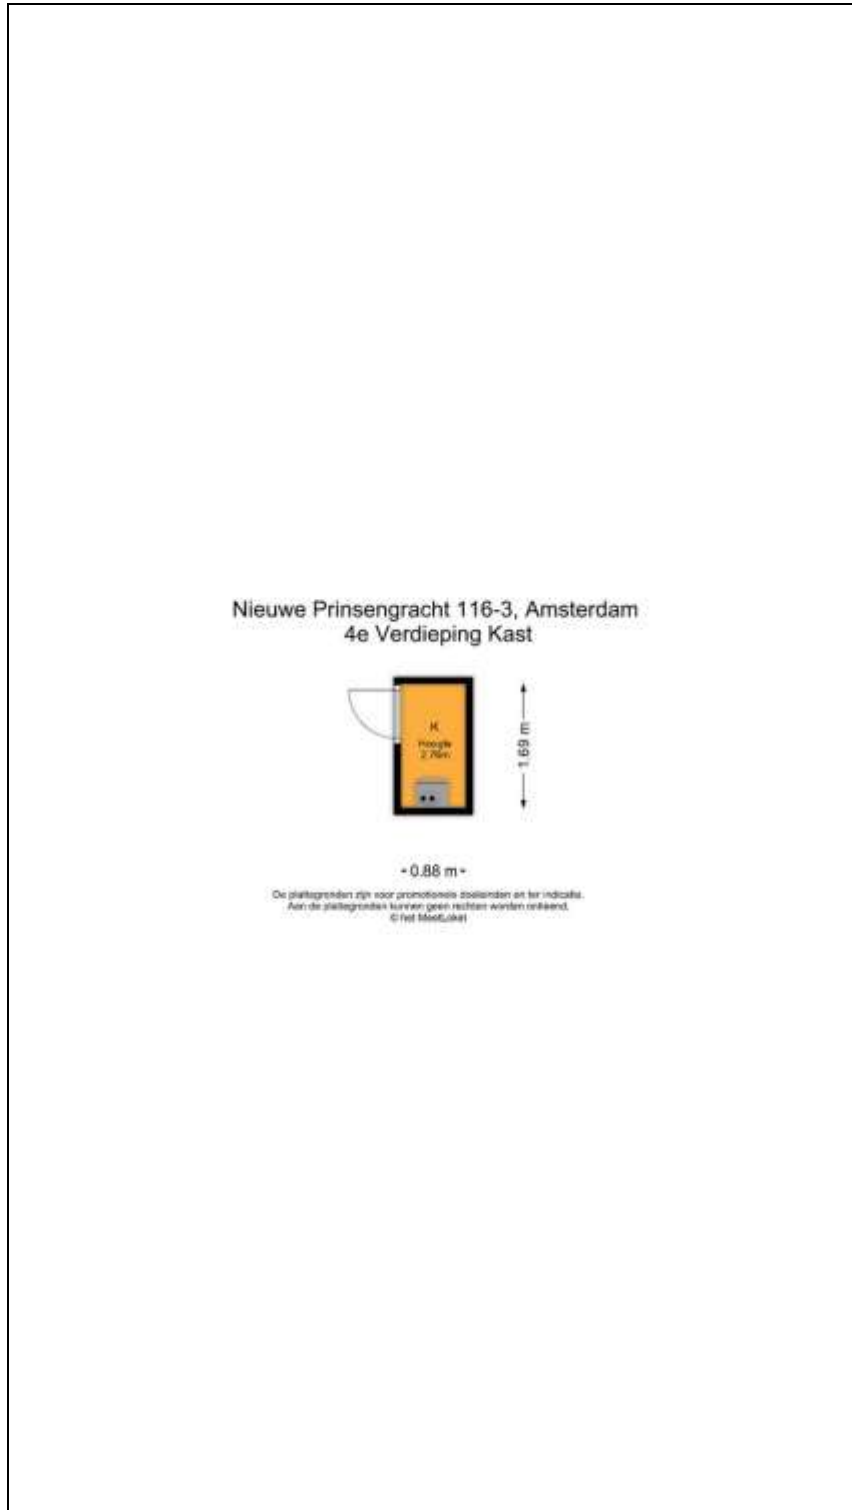 Nieuwe Prinsengracht 116-3, Amsterdam
4e Verdieping Kast
K
Hoogte
2.76m
1.69 m
0.88 m
De plattegronden zijn voor promotionele doeleinden en ter indicatie.
Aan de plattegronden kunnen geen rechten worden ontleend.
© het MeetLoket